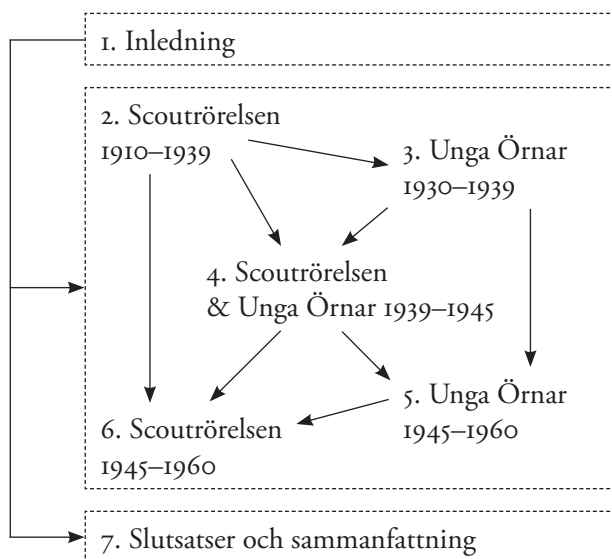 1. Inledning
2. Scoutrörelsen
1910–1939
3. Unga Örnar
1930–1939
4. Scoutrörelsen
& Unga Örnar 1939–1945
5. Unga Örnar
1945–1960
6. Scoutrörelsen
1945–1960
7. Slutsatser och sammanfattning